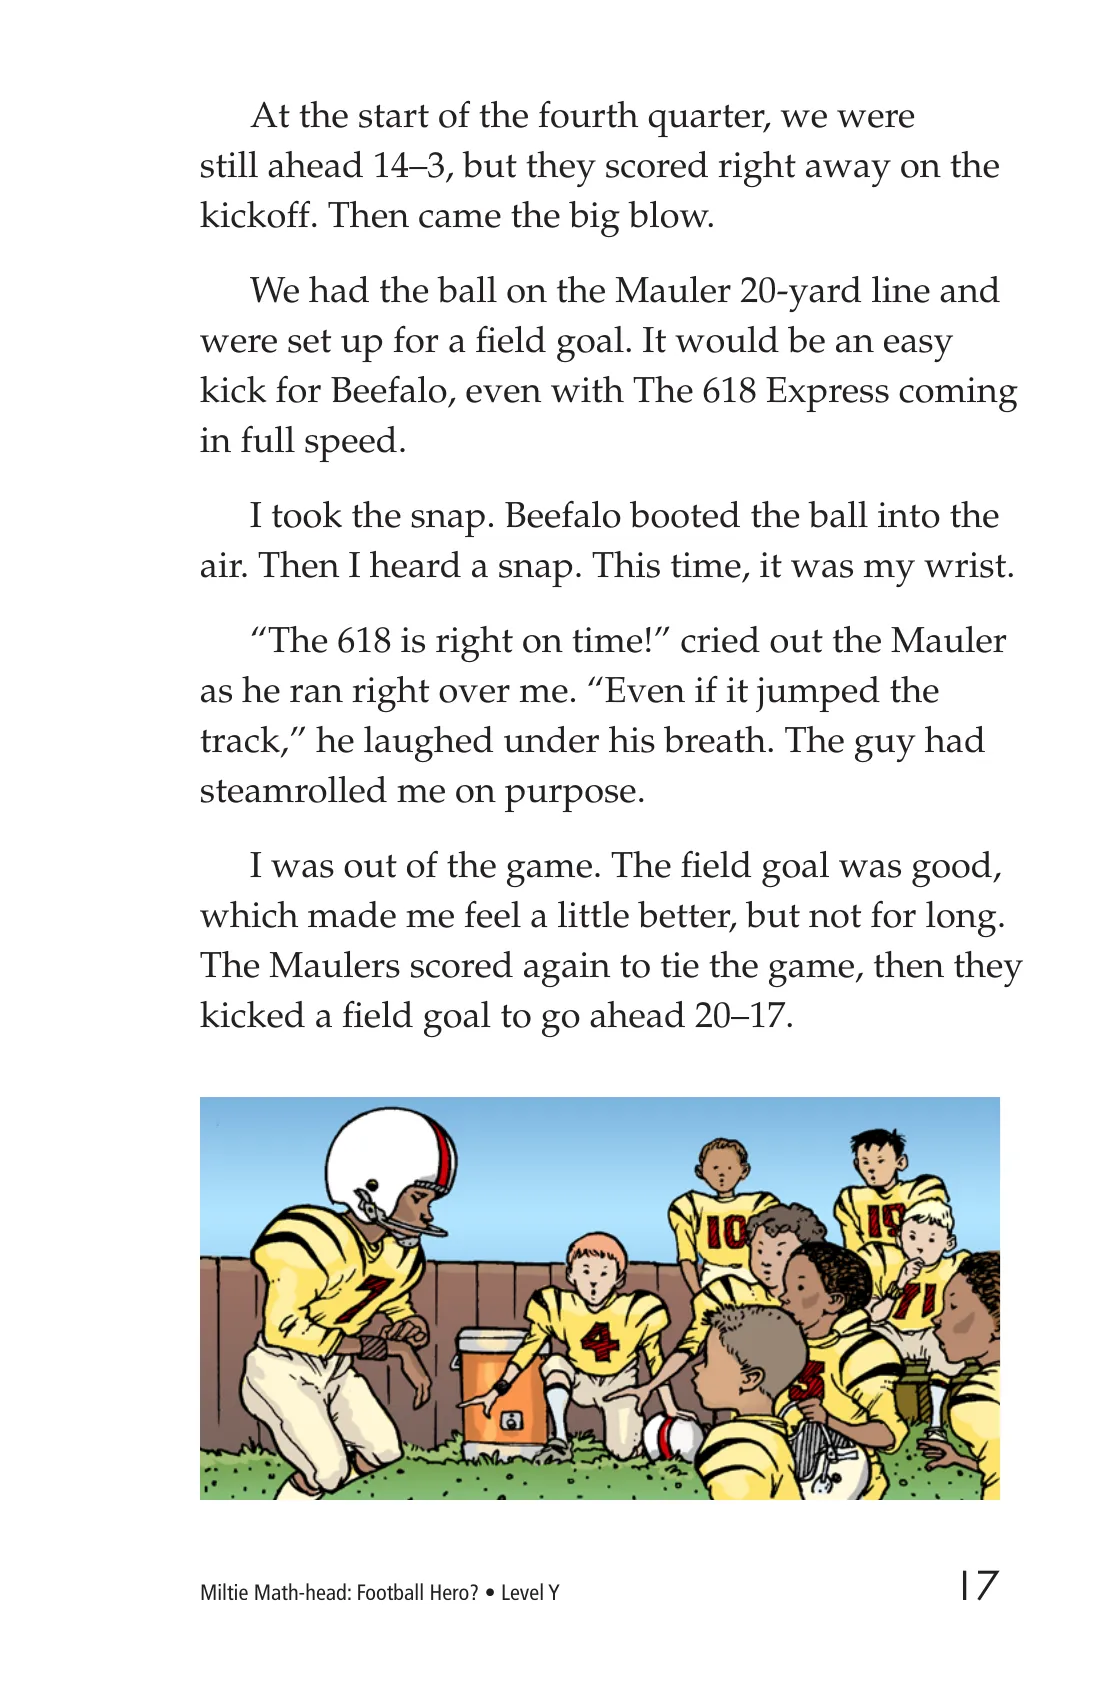 At the start of the fourth quarter, we were
still ahead 14–3, but they scored right away on the
kickoff. Then came the big blow.
We had the ball on the Mauler 20-yard line and
were set up for a field goal. It would be an easy
kick for Beefalo, even with The 618 Express coming
in full speed.
I took the snap. Beefalo booted the ball into the
air. Then I heard a snap. This time, it was my wrist.
“The 618 is right on time!” cried out the Mauler
as he ran right over me. “Even if it jumped the
track,” he laughed under his breath. The guy had
steamrolled me on purpose.
I was out of the game. The field goal was good,
which made me feel a little better, but not for long.
The Maulers scored again to tie the game, then they
kicked a field goal to go ahead 20–17.
10
19
71
7
4
3
Miltie Math-head: Football Hero? • Level Y
17